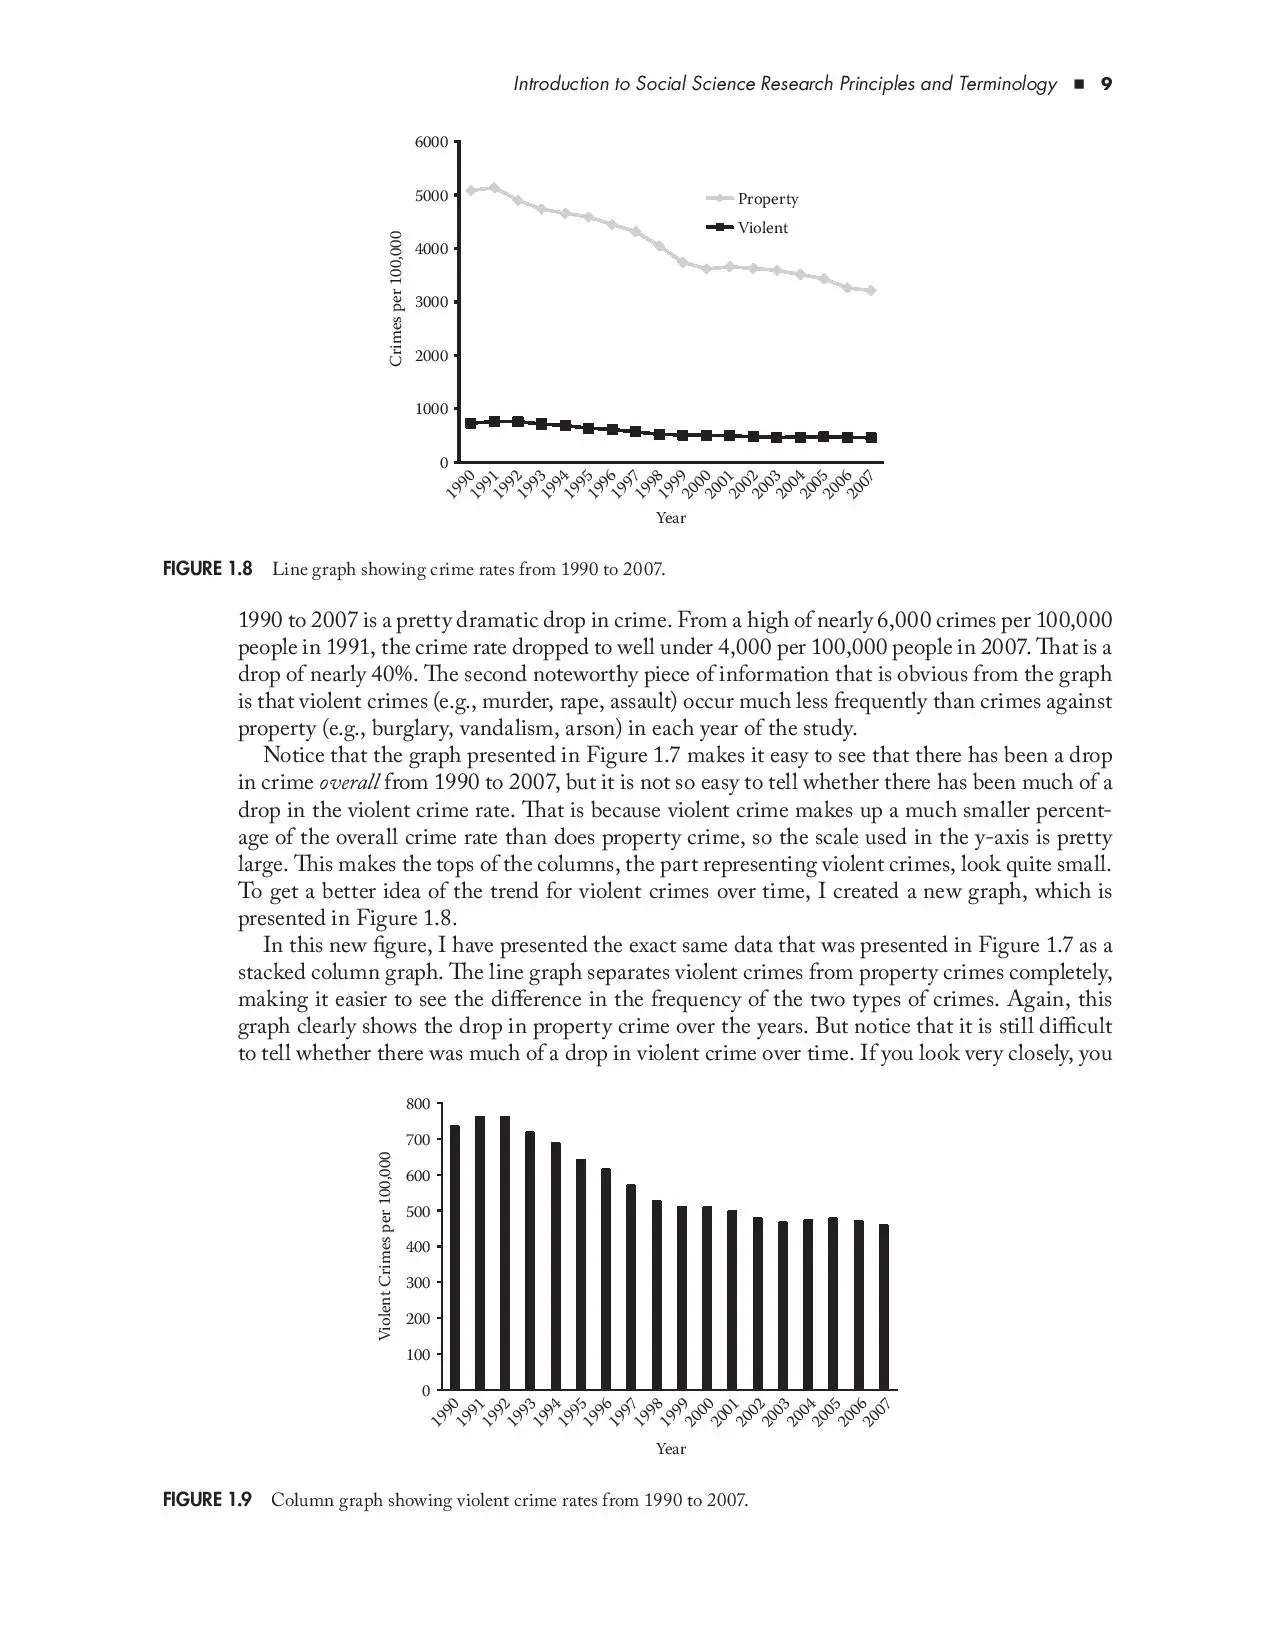 Introduction to Social Science Research Principles and Terminology ■ 9
6000
5000
4000
3000
2000
1000
0
Crimes per 100,000
Property
Violent
1990 1991 1992 1993 1994 1995 1996 1997 1998 1999 2000 2001 2002 2003 2004 2005 2006 2007
Year
FIGURE 1.8 Line graph showing crime rates from 1990 to 2007.
1990 to 2007 is a pretty dramatic drop in crime. From a high of nearly 6,000 crimes per 100,000
people in 1991, the crime rate dropped to well under 4,000 per 100,000 people in 2007. That is a
drop of nearly 40%. The second noteworthy piece of information that is obvious from the graph
is that violent crimes (e.g., murder, rape, assault) occur much less frequently than crimes against
property (e.g., burglary, vandalism, arson) in each year of the study.
Notice that the graph presented in Figure 1.7 makes it easy to see that there has been a drop
in crime overall from 1990 to 2007, but it is not so easy to tell whether there has been much of a
drop in the violent crime rate. That is because violent crime makes up a much smaller percent-
age of the overall crime rate than does property crime, so the scale used in the y-axis is pretty
large. This makes the tops of the columns, the part representing violent crimes, look quite small.
To get a better idea of the trend for violent crimes over time, I created a new graph, which is
presented in Figure 1.8.
In this new figure, I have presented the exact same data that was presented in Figure 1.7 as a
stacked column graph. The line graph separates violent crimes from property crimes completely,
making it easier to see the difference in the frequency of the two types of crimes. Again, this
graph clearly shows the drop in property crime over the years. But notice that it is still difficult
to tell whether there was much of a drop in violent crime over time. If you look very closely, you
800
700
600
500
400
300
200
100
0
Violent Crimes per 100,000
1990 1991 1992 1993 1994 1995 1996 1997 1998 1999 2000 2001 2002 2003 2004 2005 2006 2007
Year
FIGURE 1.9 Column graph showing violent crime rates from 1990 to 2007.